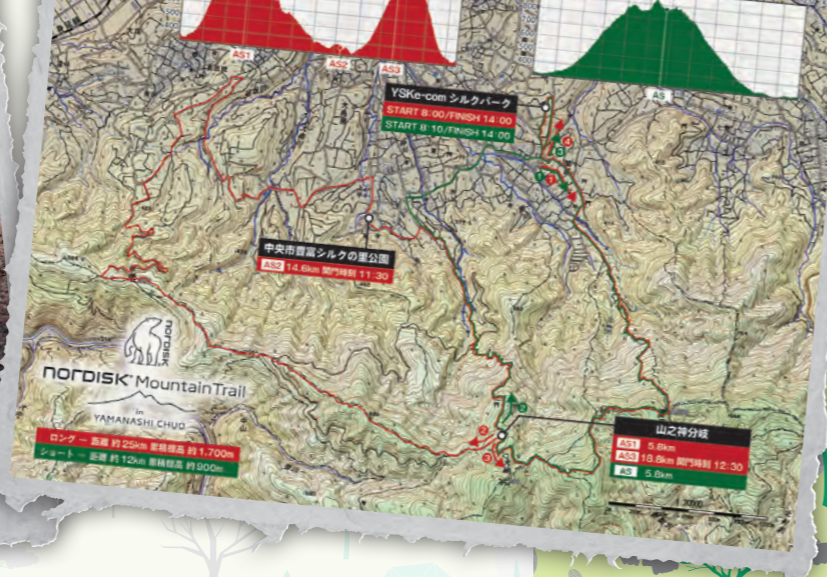 AS1
AS2
AS3
AS
YSKe-com シルクパーク
START 8:00/FINISH 14:00
START 8:10/FINISH 14:00
中央市豊富シルクの里公園
AS2 14.6km 関門時刻 11:30
NORDISK
nORDISK MountainTrail
in
YAMANASHI CHUO
ロング ー 距離 約25km 累積標高 約1,700m
ショート ー 距離 約12km 累積標高 約900m
山之神分岐
AS1 5.8km
AS3 18.8km 関門時刻 12:30
AS 5.8km